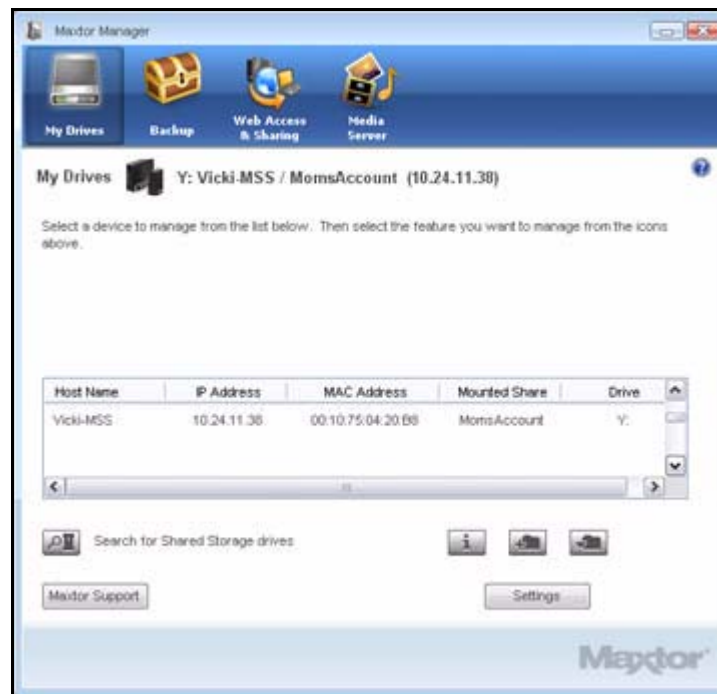 Maxtor Manager
My Drives
Backup
Web Access
& Sharing
Media
Server
My Drives Y: Vicki-MSS / MomsAccount (10.24.11.38)
Select a device to manage from the list below. Then select the feature you want to manage from the icons
above.
Host Name IP Address MAC Address Mounted Share Drive
Vicki-MSS 10.24.11.38 00:10:75:04:20:B8 MomsAccount Y:
Search for Shared Storage drives
Maxtor Support
Settings
Maxtor